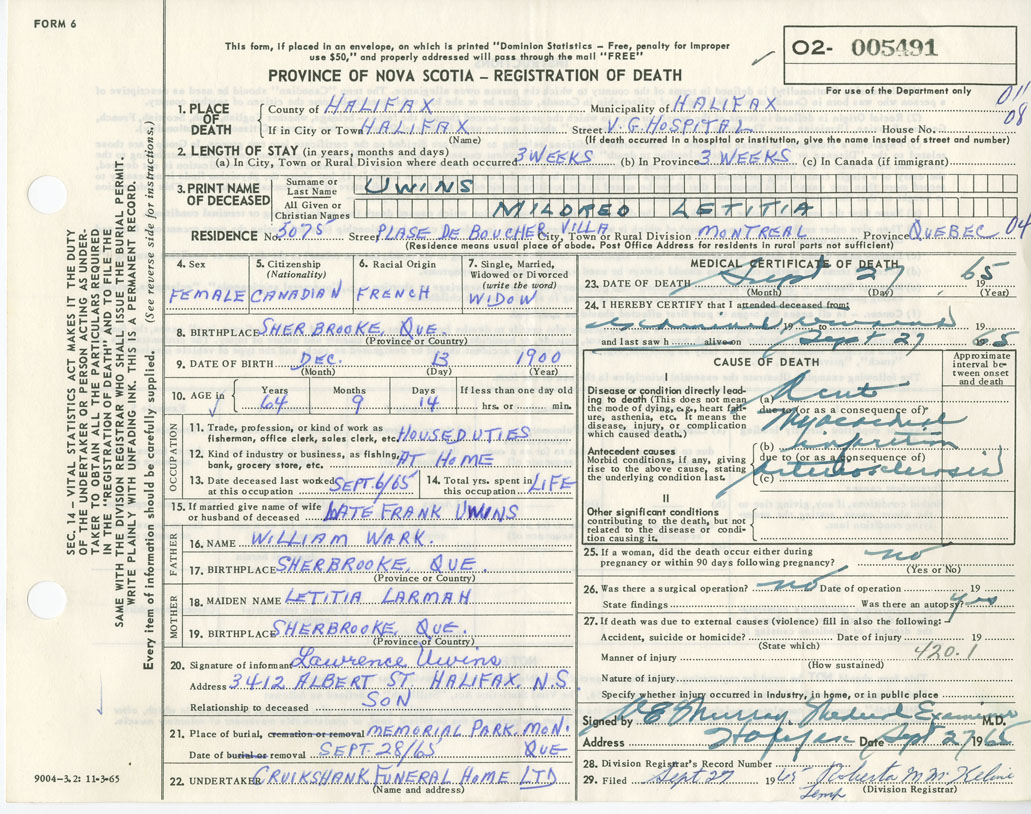 FORM 6
This form, if placed in an envelope, on which is printed "Dominion Statistics – Free, penalty for improper
use $50," and properly addressed will pass through the mail "FREE"
O2- 005491
PROVINCE OF NOVA SCOTIA – REGISTRATION OF DEATH
For use of the Department only
1. PLACE OF DEATH
County of HALIFAX Municipality of HALIFAX 01
If in City or Town HALIFAX Street V.G. HOSPITAL House No. 08
(Name) (If death occurred in a hospital or institution, give the name instead of street and number)
2. LENGTH OF STAY (in years, months and days)
(a) In City, Town or Rural Division where death occurred 3 WEEKS (b) In Province 3 WEEKS (c) In Canada (if immigrant)
3. PRINT NAME OF DECEASED
Surname or Last Name UWINS
All Given or Christian Names MILDRED LETITIA
RESIDENCE No. 5075 Street PLASE DE BOUCHER VILLA City, Town or Rural Division MONTREAL Province QUEBEC 04
(Residence means usual place of abode. Post Office Address for residents in rural parts not sufficient)
4. Sex FEMALE
5. Citizenship (Nationality) CANADIAN
6. Racial Origin FRENCH
7. Single, Married, Widowed or Divorced (write the word) WIDOW
8. BIRTHPLACE SHERBROOKE, QUE.
(Province or Country)
9. DATE OF BIRTH DEC. 13 1900
(Month) (Day) (Year)
10. AGE in Years 64 Months 9 Days 14 If less than one day old hrs. or min.
OCCUPATION
11. Trade, profession, or kind of work as
fisherman, office clerk, sales clerk, etc. HOUSEDUTIES
12. Kind of industry or business, as fishing,
bank, grocery store, etc. AT HOME
13. Date deceased last worked at this occupation SEPT 6/65 14. Total yrs. spent in this occupation LIFE
15. If married give name of wife
or husband of deceased LATE FRANK UWINS
FATHER
16. NAME WILLIAM WARK.
17. BIRTHPLACE SHERBROOKE, QUE.
(Province or Country)
MOTHER
18. MAIDEN NAME LETITIA LARMAH
19. BIRTHPLACE SHERBROOKE, QUE.
(Province or Country)
20. Signature of informant Lawrence Uwins
Address 3412 ALBERT ST. HALIFAX, N.S.
Relationship to deceased SON
21. Place of burial, cremation or removal MEMORIAL PARK MON.
Date of burial or removal SEPT. 28/65 QUE
22. UNDERTAKER CRUIKSHANK FUNERAL HOME LTD
(Name and address)
MEDICAL CERTIFICATE OF DEATH
23. DATE OF DEATH Sept 27 1965
(Month) (Day) (Year)
24. I HEREBY CERTIFY that I attended deceased from:
19 to 19
and last saw h alive on Sept 27 65
CAUSE OF DEATH
Approximate interval between onset and death
I
Disease or condition directly leading to death (This does not mean the mode of dying, e.g., heart failure, asthenia, etc. It means the disease, injury, or complication which caused death.)
(a) Acute
due to (or as a consequence of)
Myocardial
Antecedent causes
Morbid conditions, if any, giving rise to the above cause, stating the underlying condition last.
(b) infarction
due to (or as a consequence of)
(c) Arteriosclerosis
II
Other significant conditions
contributing to the death, but not related to the disease or condition causing it.
25. If a woman, did the death occur either during
pregnancy or within 90 days following pregnancy? no
(Yes or No)
26. Was there a surgical operation? no Date of operation 19
State findings Was there an autopsy? yes
27. If death was due to external causes (violence) fill in also the following:
Accident, suicide or homicide? Date of injury 19
(State which) 420.1
Manner of injury
(How sustained)
Nature of injury
Specify whether injury occurred in industry, in home, or in public place
Signed by Murray Medical Examiner M.D.
Address Halifax Date Sept 27 1965
28. Division Registrar's Record Number
29. Filed Sept 27 1965 Roberta
Temp (Division Registrar)
SEC. 14 – VITAL STATISTICS ACT MAKES IT THE DUTY
OF THE UNDERTAKER OR PERSON ACTING AS UNDER-
TAKER TO OBTAIN ALL THE PARTICULARS REQUIRED
IN THE "REGISTRATION OF DEATH" AND TO FILE THE
SAME WITH THE DIVISION REGISTRAR WHO SHALL ISSUE THE BURIAL PERMIT.
WRITE PLAINLY WITH UNFADING INK. THIS IS A PERMANENT RECORD.
Every item of information should be carefully supplied. (See reverse side for instructions.)
9004–3.2: 11-3-65